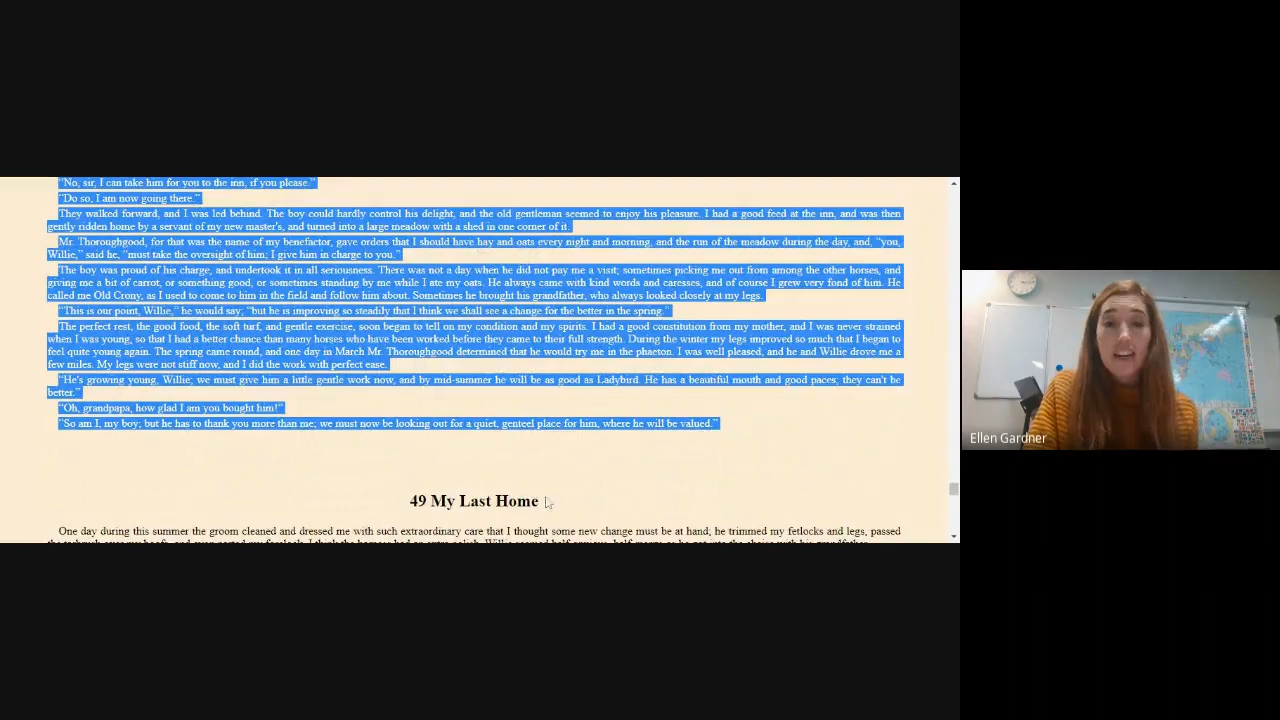 “No, sir, I can take him for you to the inn, if you please.”
“Do so, I am now going there.”
They walked forward, and I was led behind. The boy could hardly control his delight, and the old gentleman seemed to enjoy his pleasure. I had a good feed at the inn, and was then
gently ridden home by a servant of my new master's, and turned into a large meadow with a shed in one corner of it.
Mr. Thoroughgood, for that was the name of my benefactor, gave orders that I should have hay and oats every night and morning, and the run of the meadow during the day, and, “you,
Willie,” said he, “must take the oversight of him; I give him in charge to you.”
The boy was proud of his charge, and undertook it in all seriousness. There was not a day when he did not pay me a visit; sometimes picking me out from among the other horses, and
giving me a bit of carrot, or something good, or sometimes standing by me while I ate my oats. He always came with kind words and caresses, and of course I grew very fond of him. He
called me Old Crony, as I used to come to him in the field and follow him about. Sometimes he brought his grandfather, who always looked closely at my legs.
“This is our point, Willie,” he would say; “but he is improving so steadily that I think we shall see a change for the better in the spring.”
The perfect rest, the good food, the soft turf, and gentle exercise, soon began to tell on my condition and my spirits. I had a good constitution from my mother, and I was never strained
when I was young, so that I had a better chance than many horses who have been worked before they came to their full strength. During the winter my legs improved so much that I began to
feel quite young again. The spring came round, and one day in March Mr. Thoroughgood determined that he would try me in the phaeton. I was well pleased, and he and Willie drove me a
few miles. My legs were not stiff now, and I did the work with perfect ease.
“He's growing young, Willie; we must give him a little gentle work now, and by mid-summer he will be as good as Ladybird. He has a beautiful mouth and good paces; they can't be
better.”
“Oh, grandpapa, how glad I am you bought him!”
“So am I, my boy; but he has to thank you more than me; we must now be looking out for a quiet, genteel place for him, where he will be valued.”
49 My Last Home
One day during this summer the groom cleaned and dressed me with such extraordinary care that I thought some new change must be at hand; he trimmed my fetlocks and legs, passed
Ellen Gardner